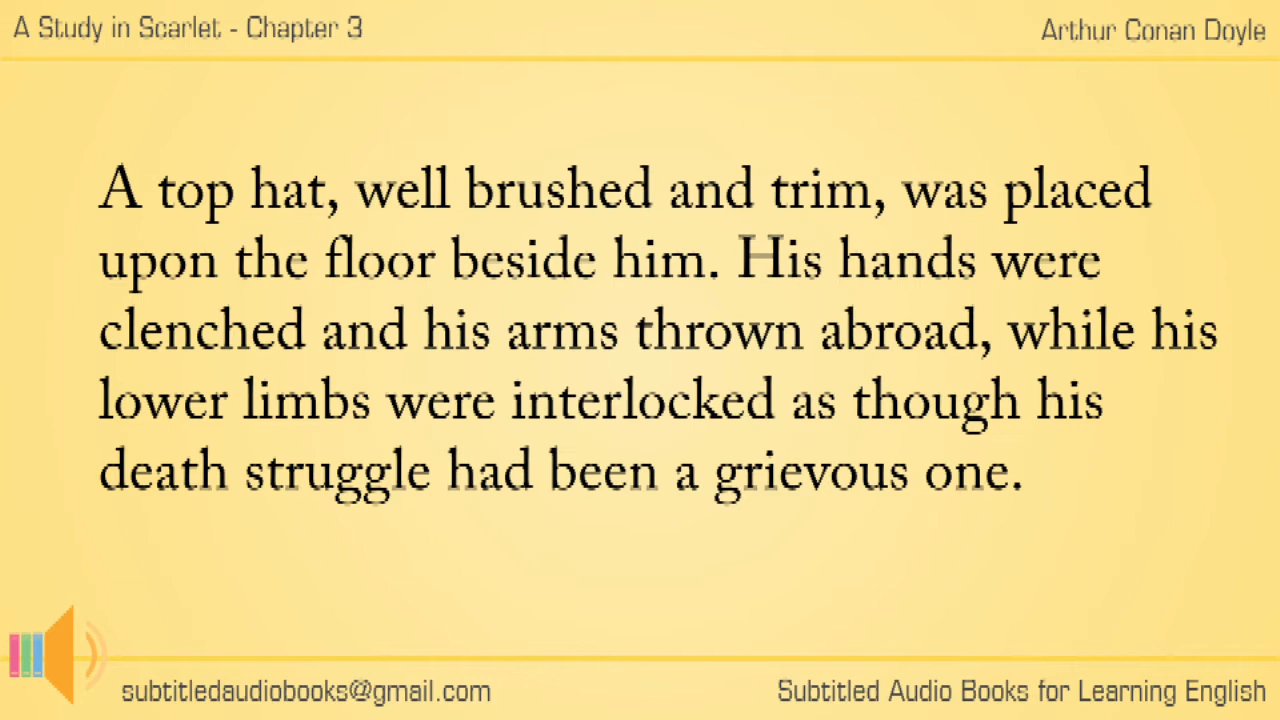 A Study in Scarlet - Chapter 3
Arthur Conan Doyle
A top hat, well brushed and trim, was placed
upon the floor beside him. His hands were
clenched and his arms thrown abroad, while his
lower limbs were interlocked as though his
death struggle had been a grievous one.
subtitledaudiobooks@gmail.com
Subtitled Audio Books for Learning English